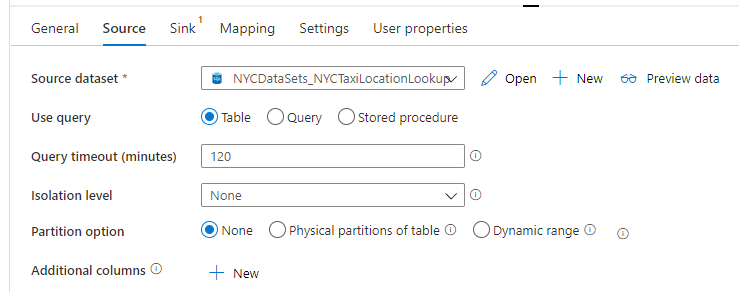 General Source Sink 1 Mapping Settings User properties
Source dataset * SQL NYCDataSets_NYCTaxiLocationLookup Open New Preview data
Use query Table Query Stored procedure
Query timeout (minutes) 120
Isolation level None
Partition option None Physical partitions of table Dynamic range
Additional columns New